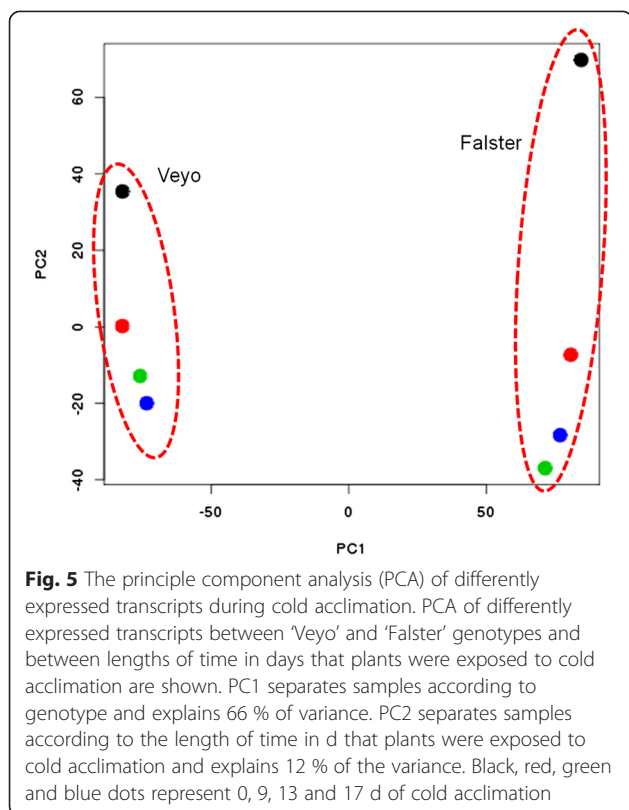 Falster
Veyo
60
40
20
0
-20
-40
PC2
-50
0
50
PC1
Fig. 5 The principle component analysis (PCA) of differently
expressed transcripts during cold acclimation. PCA of differently
expressed transcripts between ‘Veyo’ and ‘Falster’ genotypes and
between lengths of time in days that plants were exposed to cold
acclimation are shown. PC1 separates samples according to
genotype and explains 66 % of variance. PC2 separates samples
according to the length of time in d that plants were exposed to
cold acclimation and explains 12 % of the variance. Black, red, green
and blue dots represent 0, 9, 13 and 17 d of cold acclimation